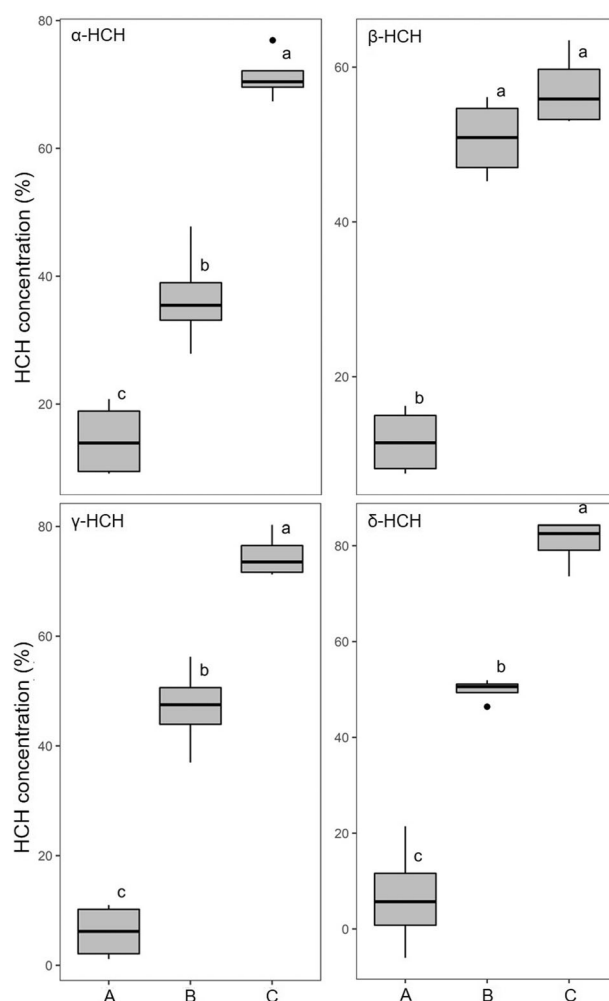 α-HCH
β-HCH
80
60
40
20
60
40
20
HCH concentration (%)
a
b
c
a
a
b
γ-HCH
δ-HCH
80
60
40
20
0
80
60
40
20
0
HCH concentration (%)
a
b
c
a
b
c
A B C
A B C